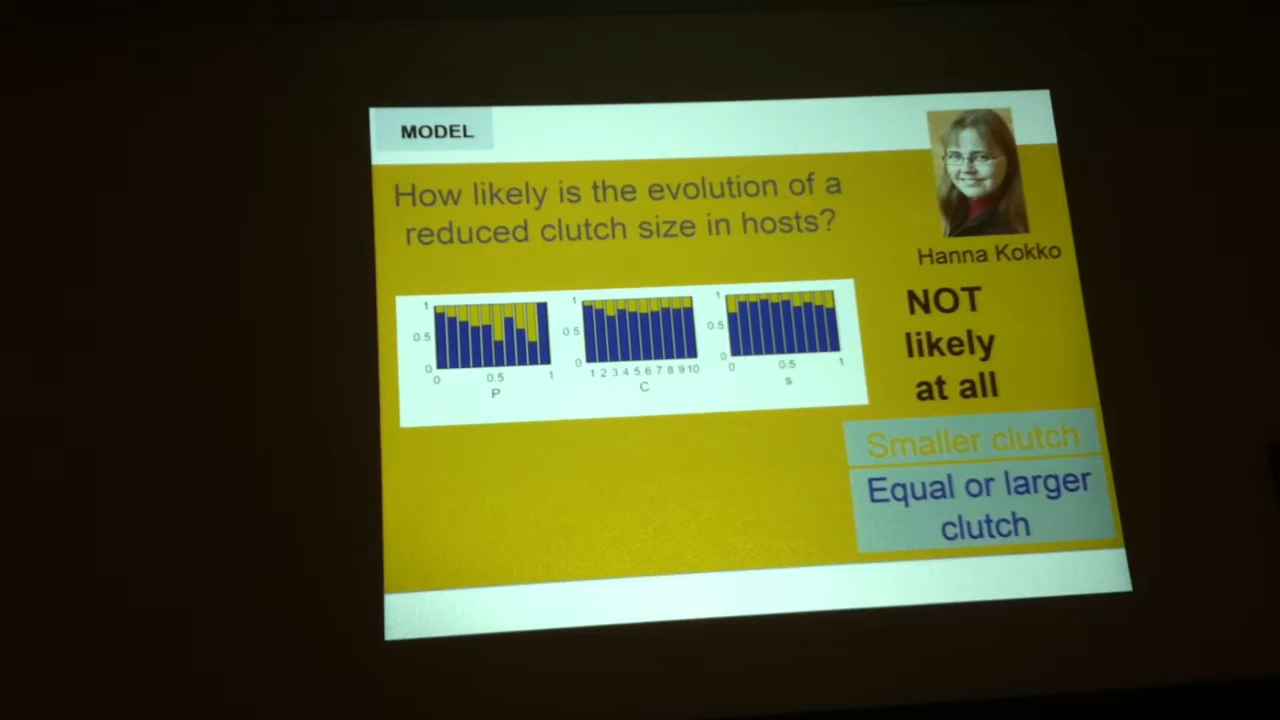 MODEL
How likely is the evolution of a
reduced clutch size in hosts?
Hanna Kokko
1
0.5
0
0 0.5 1
P
1
0.5
0
1 2 3 4 5 6 7 8 9 10
C
1
0.5
0
0 0.5 1
s
NOT
likely
at all
Smaller clutch
Equal or larger
clutch